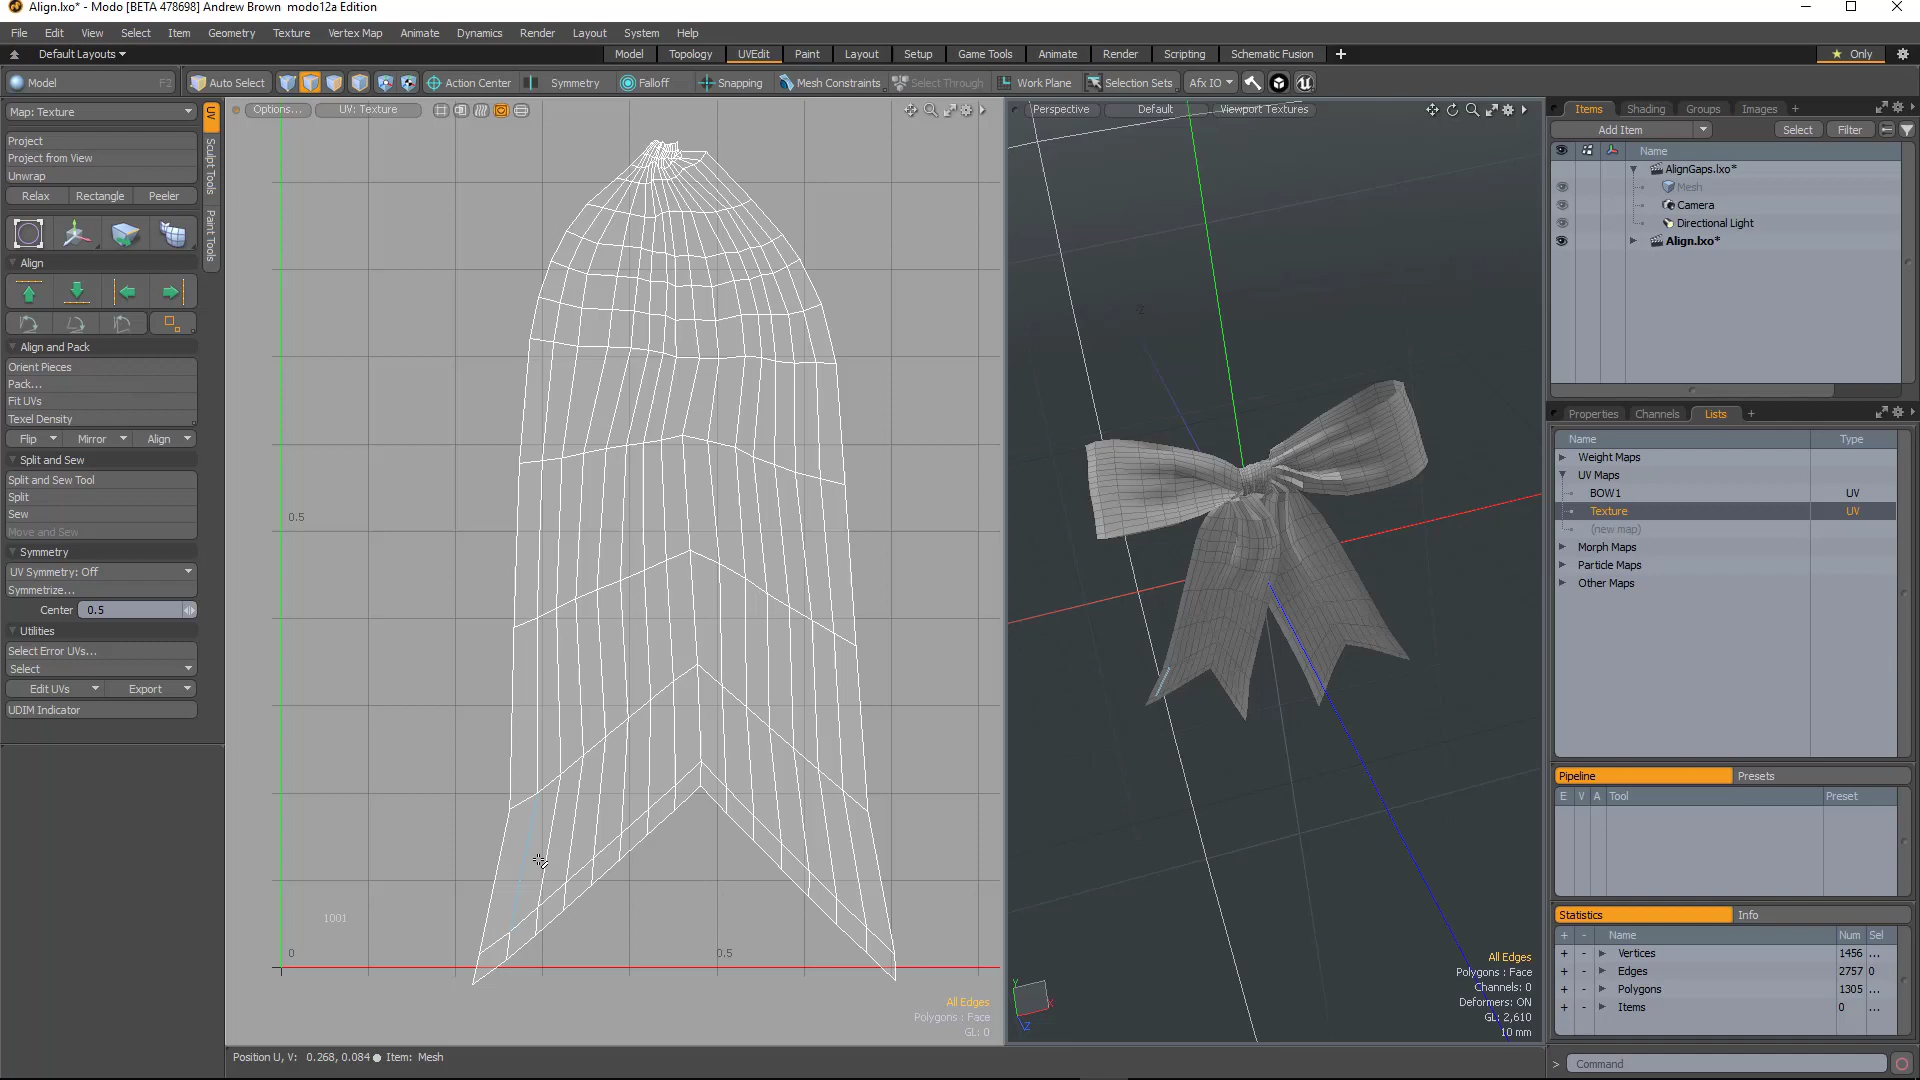 Align.lxo* - Modo [BETA 478698] Andrew Brown modo12a Edition
File Edit View Select Item Geometry Texture Vertex Map Animate Dynamics Render Layout System Help
Default Layouts Model Topology UVEdit Paint Layout Setup Game Tools Animate Render Scripting Schematic Fusion + Only
Model F2 Auto Select Action Center Symmetry Falloff Snapping Mesh Constraints Select Through Work Plane Selection Sets Afx IO
Map: Texture
UV
Sculpt Tools
Paint Tools
Project
Project from View
Unwrap
Relax Rectangle Peeler
Align
Align and Pack
Orient Pieces
Pack...
Fit UVs
Texel Density
Flip Mirror Align
Split and Sew
Split and Sew Tool
Split
Sew
Move and Sew
Symmetry
UV Symmetry: Off
Symmetrize...
Center 0.5
Utilities
Select Error UVs...
Select
Edit UVs Export
UDIM Indicator
Options... UV: Texture
0.5
1001
0 0.5
All Edges
Polygons : Face
GL: 0
Position U, V: 0.268, 0.084 Item: Mesh
Perspective Default Viewport Textures
Z
Y
X
Z
All Edges
Polygons : Face
Channels: 0
Deformers: ON
GL: 2,610
10 mm
Items Shading Groups Images +
Add Item Select Filter
Name
AlignGaps.lxo*
Mesh
Camera
Directional Light
Align.lxo*
Properties Channels Lists +
Name Type
Weight Maps
UV Maps
BOW1 UV
Texture UV
(new map)
Morph Maps
Particle Maps
Other Maps
Pipeline Presets
E V A Tool Preset
Statistics Info
+ - Name Num Sel
+ - Vertices 1456 ...
+ - Edges 2757 0
+ - Polygons 1305 ...
+ - Items 0 ...
> Command